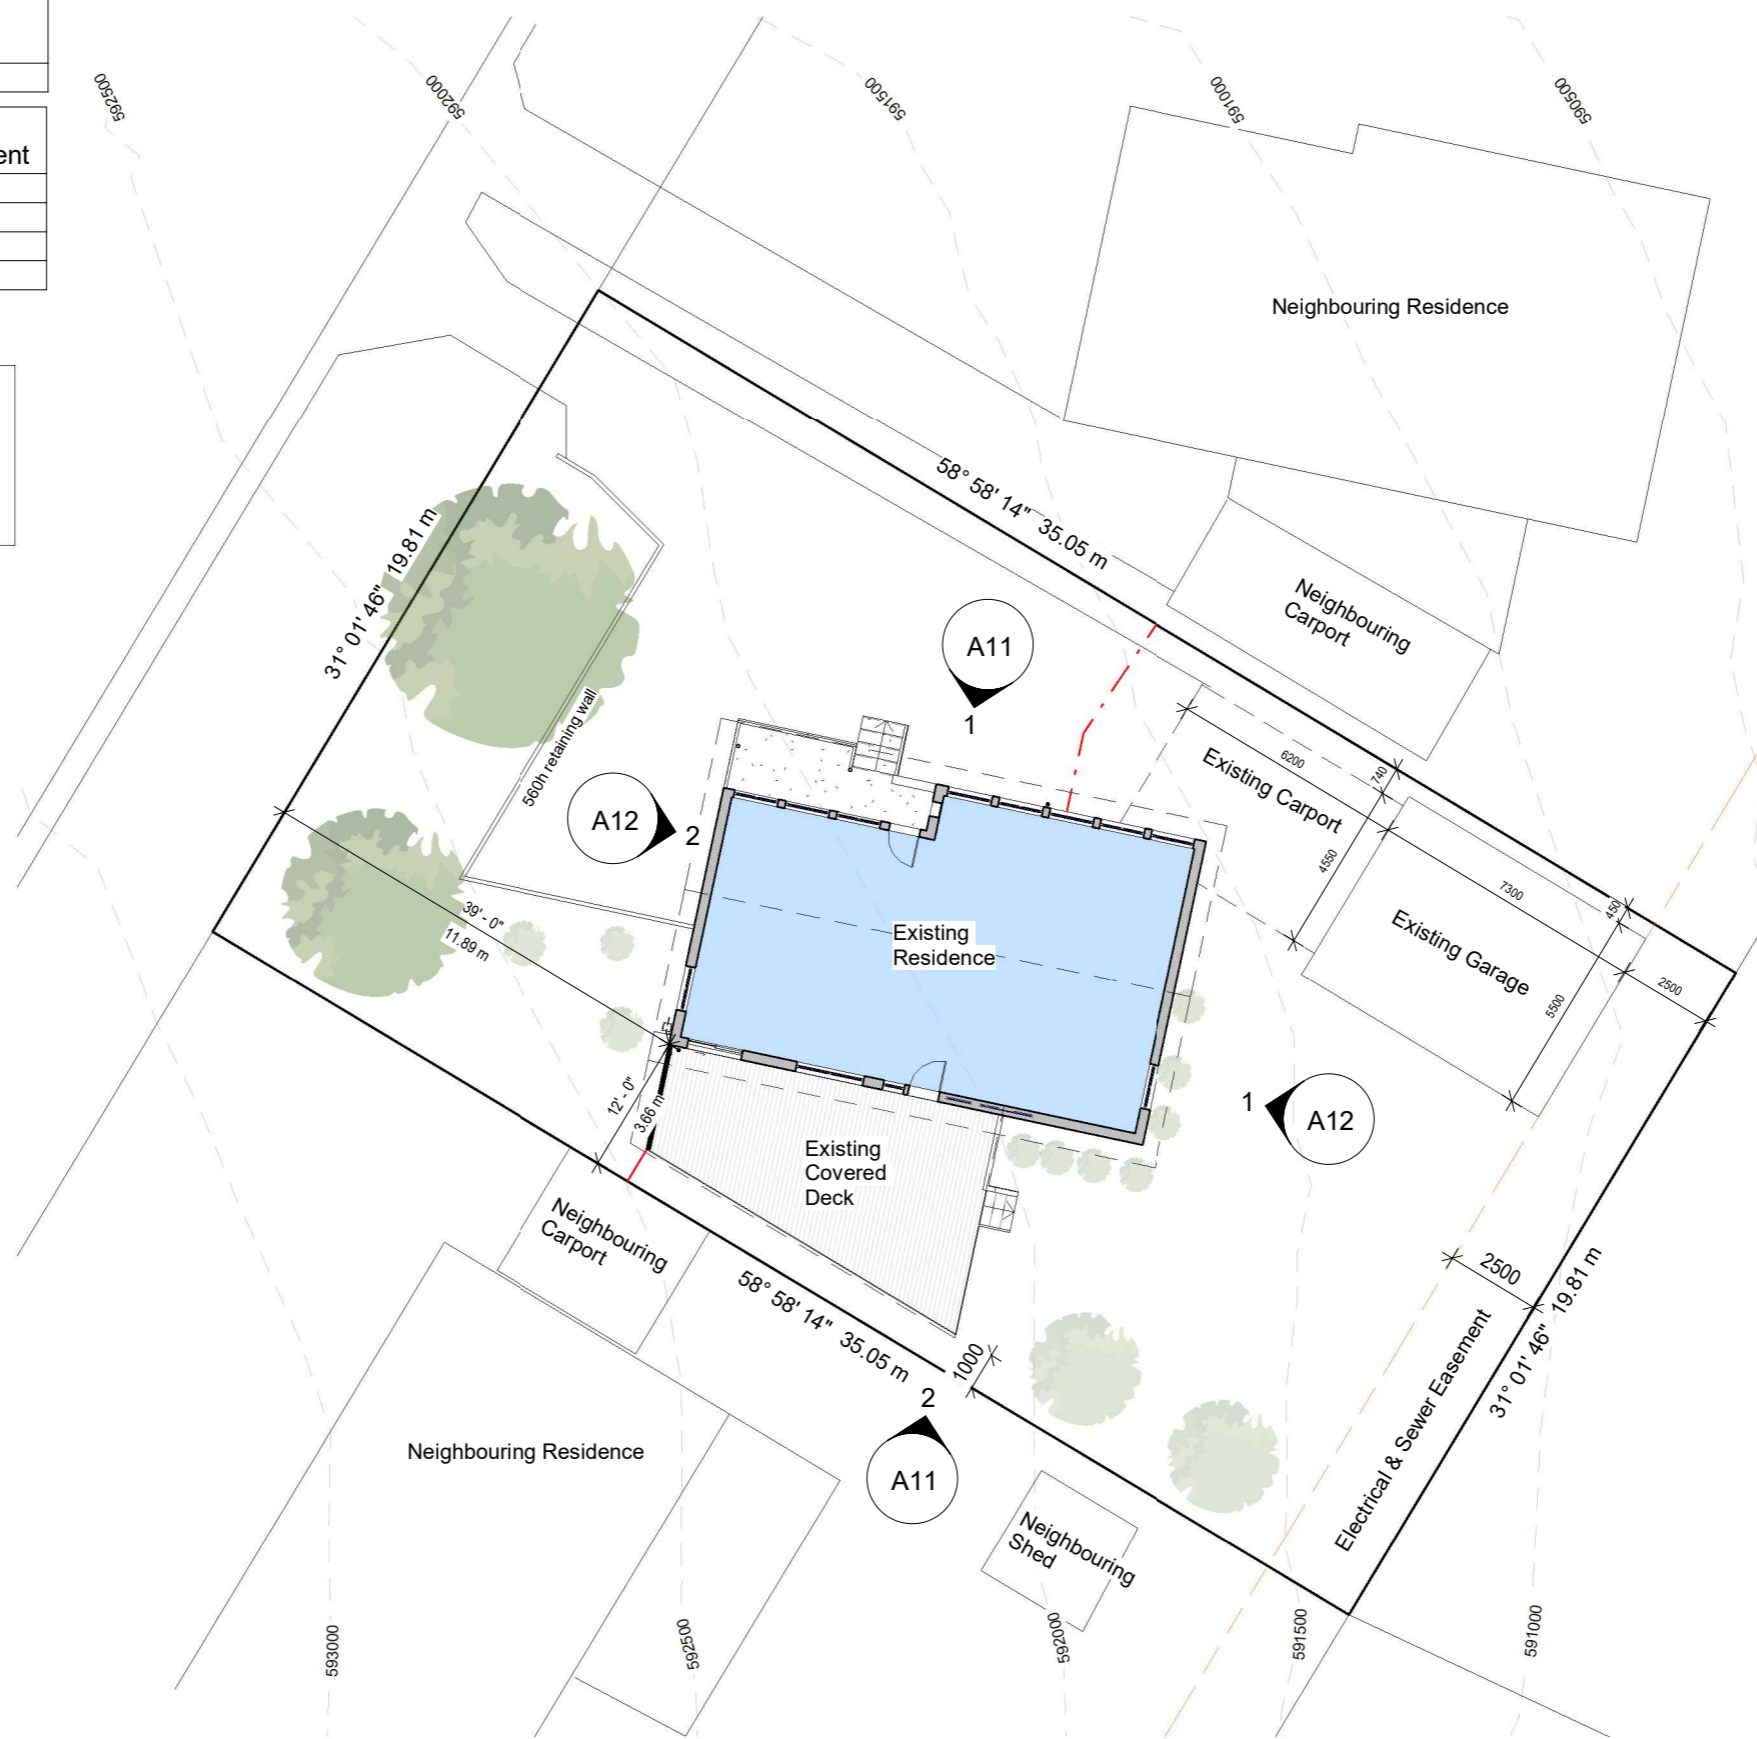 ent
592500
592000
591500
591000
590500
Neighbouring Residence
58° 58' 14" 35.05 m
31° 01' 46" 19.81 m
Neighbouring
Carport
A11
1
560h retaining wall
A12
2
6200
740
Existing Carport
4550
7300
450
Existing Garage
5500
2500
39' - 0"
11.89 m
Existing
Residence
12' - 0"
3.66 m
1
A12
Existing
Covered
Deck
Neighbouring
Carport
58° 58' 14" 35.05 m
1000
2
A11
2500
31° 01' 46" 19.81 m
Electrical & Sewer Easement
Neighbouring Residence
Neighbouring
Shed
593000
592500
592000
591500
591000